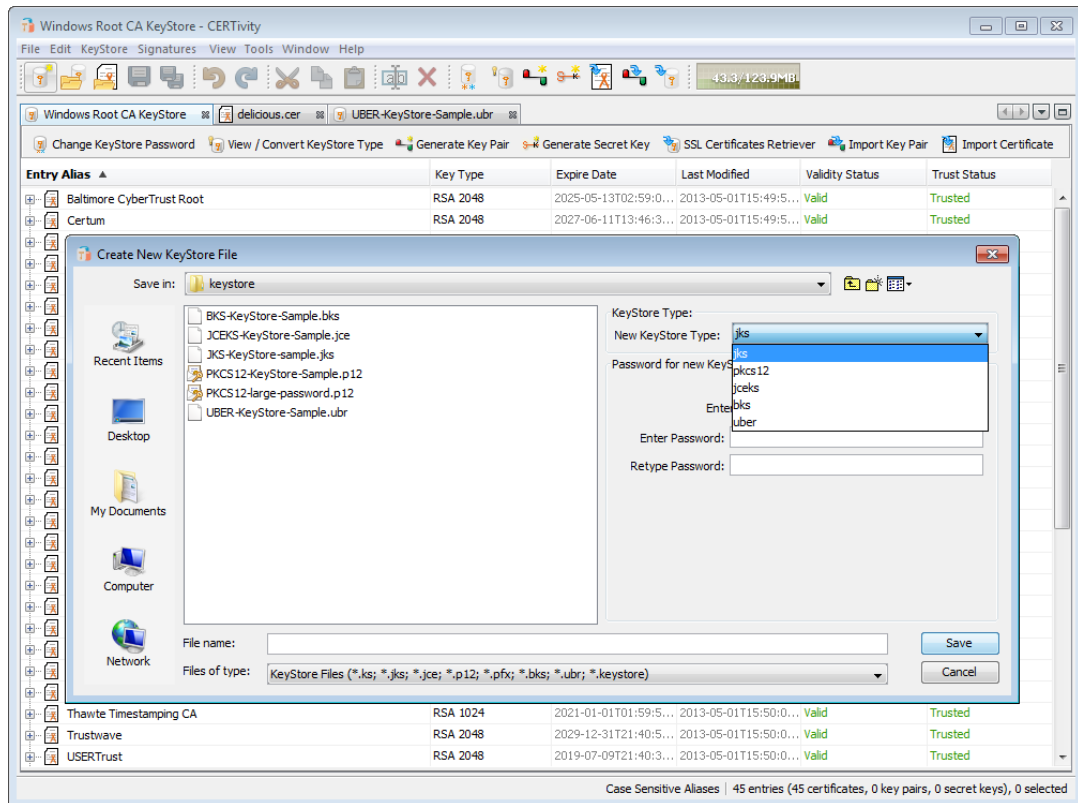 Windows Root CA KeyStore - CERTivity
File Edit KeyStore Signatures View Tools Window Help
43.3/123.9MB
Windows Root CA KeyStore delicious.cer UBER-KeyStore-Sample.ubr
Change KeyStore Password View / Convert KeyStore Type Generate Key Pair Generate Secret Key SSL Certificates Retriever Import Key Pair Import Certificate
Entry Alias Key Type Expire Date Last Modified Validity Status Trust Status
Baltimore CyberTrust Root RSA 2048 2025-05-13T02:59:0... 2013-05-01T15:49:5... Valid Trusted
Certum RSA 2048 2027-06-11T13:46:3... 2013-05-01T15:49:5... Valid Trusted
Create New KeyStore File
Save in: keystore
Recent Items
Desktop
My Documents
Computer
Network
BKS-KeyStore-Sample.bks
JCEKS-KeyStore-Sample.jce
JKS-KeyStore-sample.jks
PKCS12-KeyStore-Sample.p12
PKCS12-large-password.p12
UBER-KeyStore-Sample.ubr
KeyStore Type:
New KeyStore Type: jks
jks
pkcs12
jceks
bks
uber
Password for new KeyS
Enter
Enter Password:
Retype Password:
File name:
Save
Files of type: KeyStore Files (*.ks; *.jks; *.jce; *.p12; *.pfx; *.bks; *.ubr; *.keystore)
Cancel
Thawte Timestamping CA RSA 1024 2021-01-01T01:59:5... 2013-05-01T15:50:0... Valid Trusted
Trustwave RSA 2048 2029-12-31T21:40:5... 2013-05-01T15:50:0... Valid Trusted
USERTrust RSA 2048 2019-07-09T21:40:3... 2013-05-01T15:50:0... Valid Trusted
Case Sensitive Aliases 45 entries (45 certificates, 0 key pairs, 0 secret keys), 0 selected